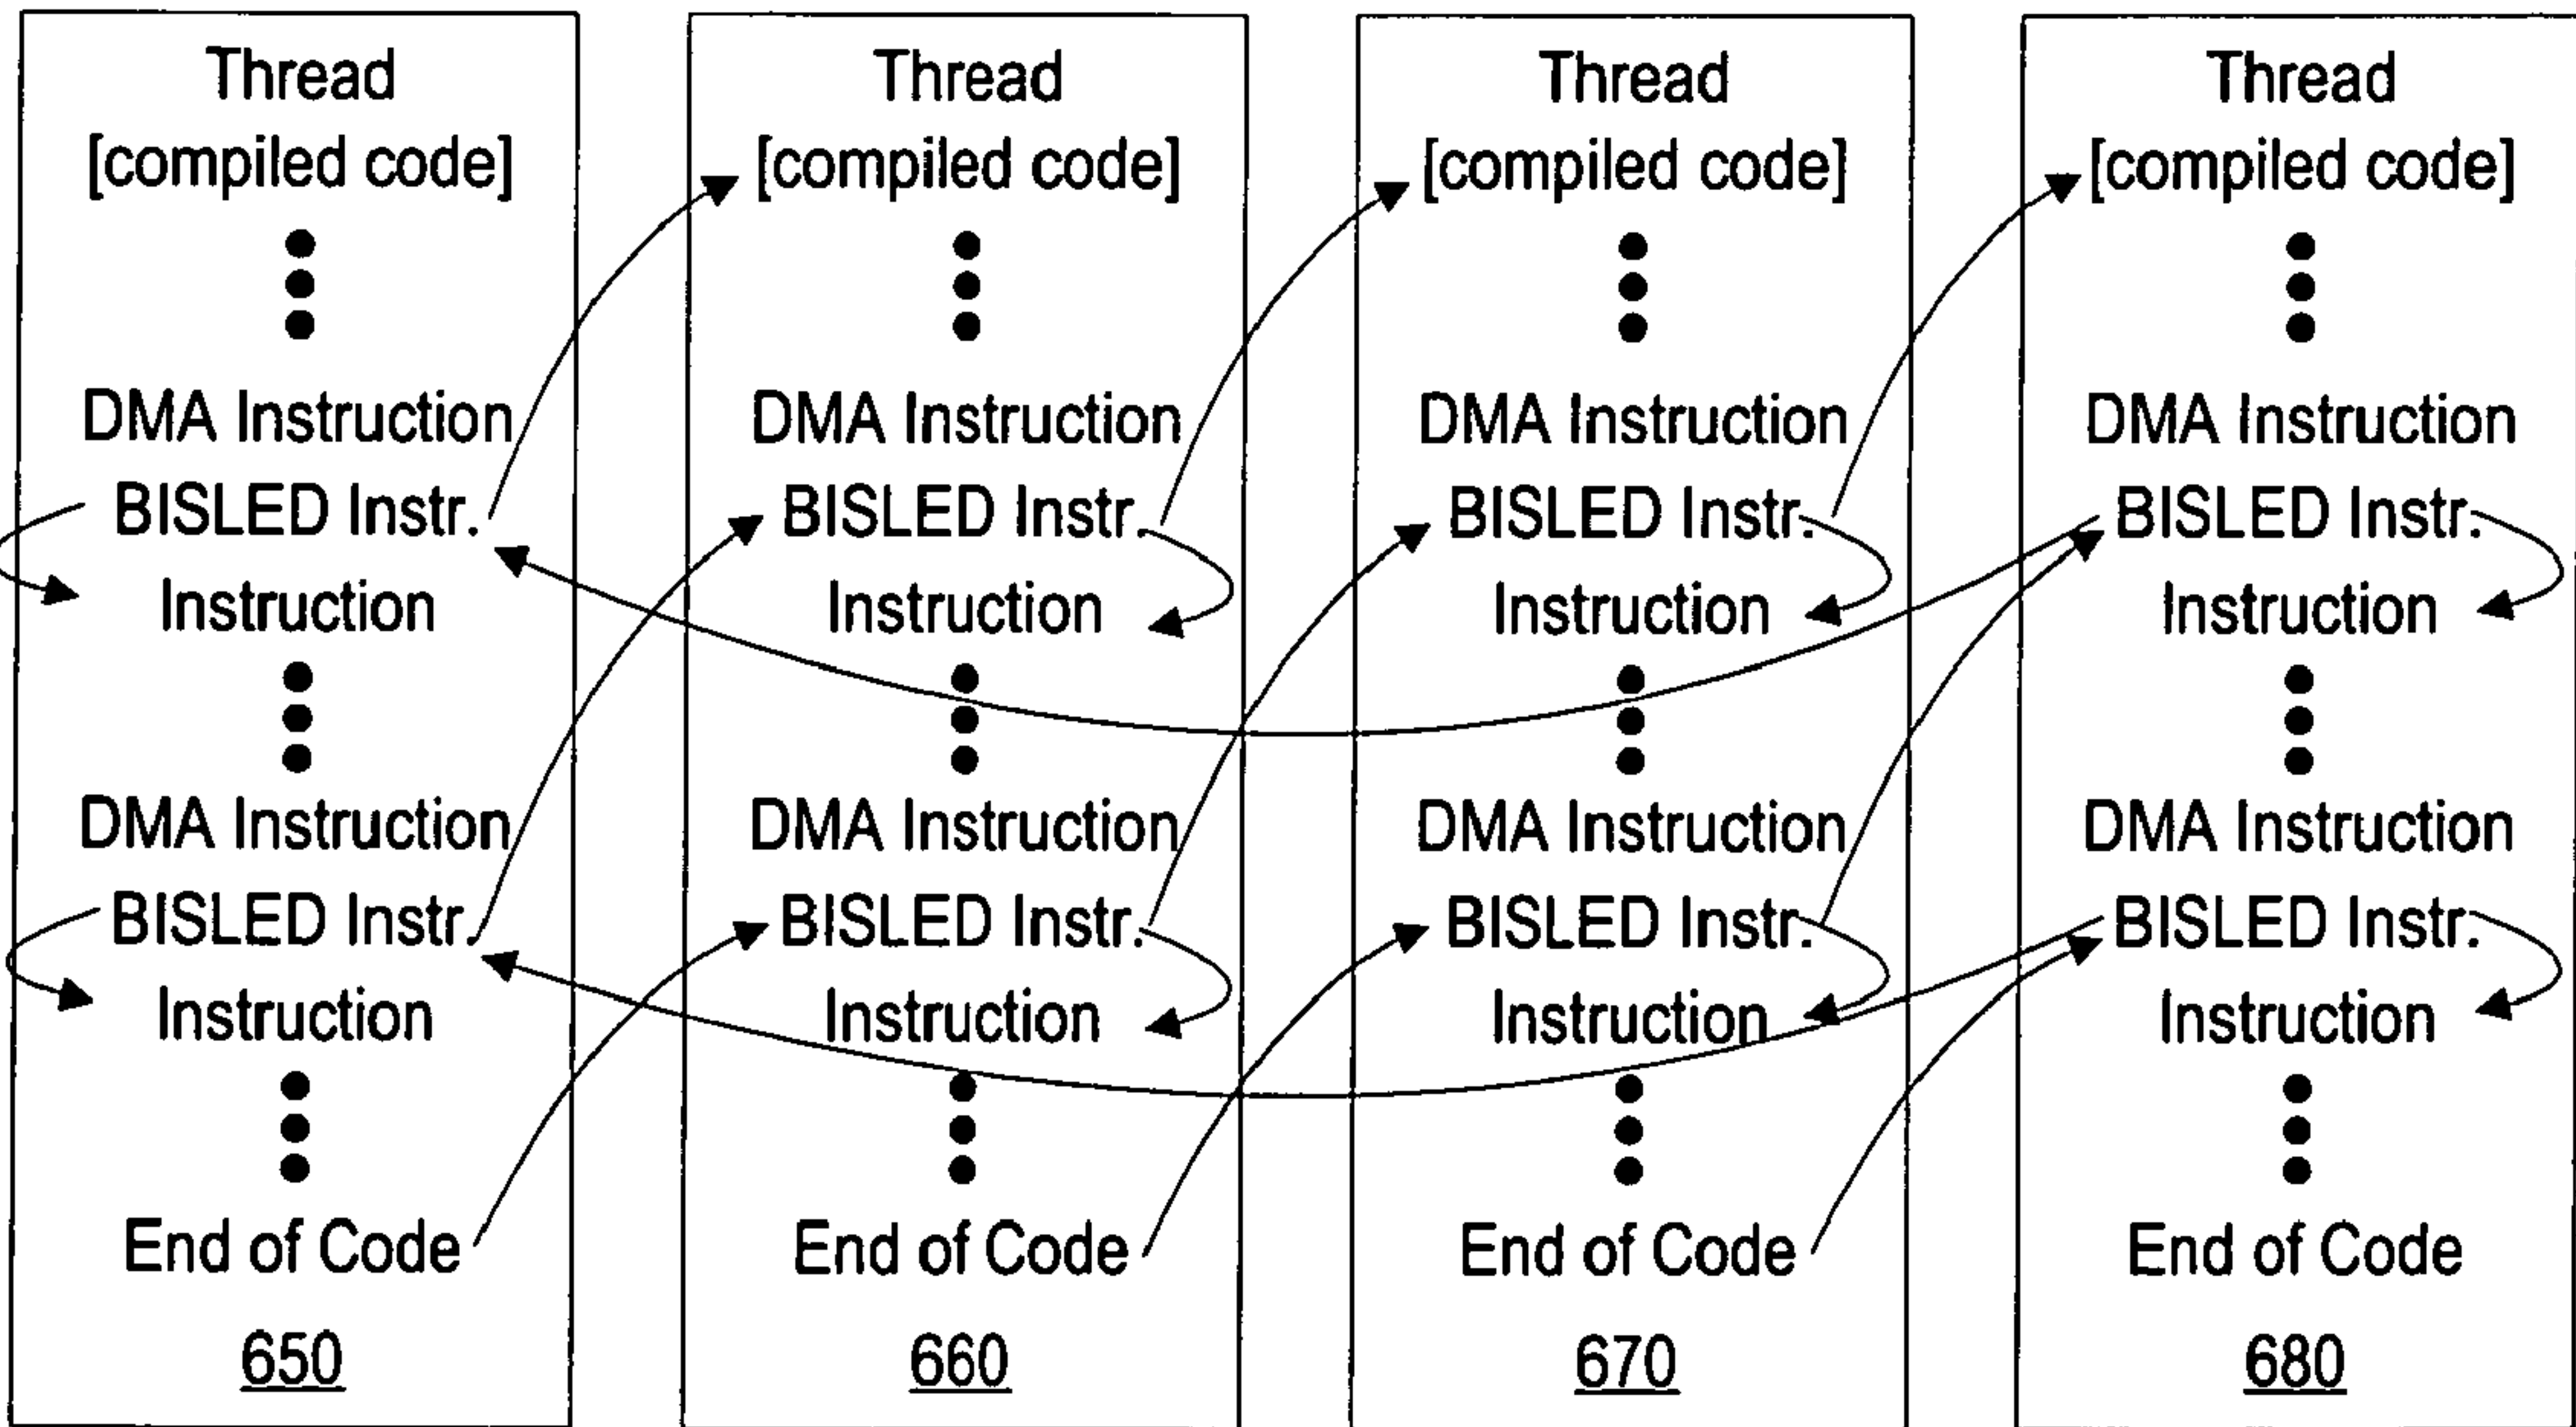 Thread
[compiled code]
DMA Instruction
BISLED Instr.
Instruction
DMA Instruction
BISLED Instr.
Instruction
End of Code
650
Thread
[compiled code]
DMA Instruction
BISLED Instr.
Instruction
DMA Instruction
BISLED Instr.
Instruction
End of Code
660
Thread
[compiled code]
DMA Instruction
BISLED Instr.
Instruction
DMA Instruction
BISLED Instr.
Instruction
End of Code
670
Thread
[compiled code]
DMA Instruction
BISLED Instr.
Instruction
DMA Instruction
BISLED Instr.
Instruction
End of Code
680